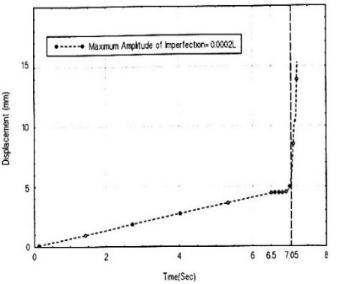 Maximum Amplitude of Imperfection=0.0002L
15
10
5
0
Displacement (mm)
0 2 4 6 6.5 7.05 8
Time(Sec)